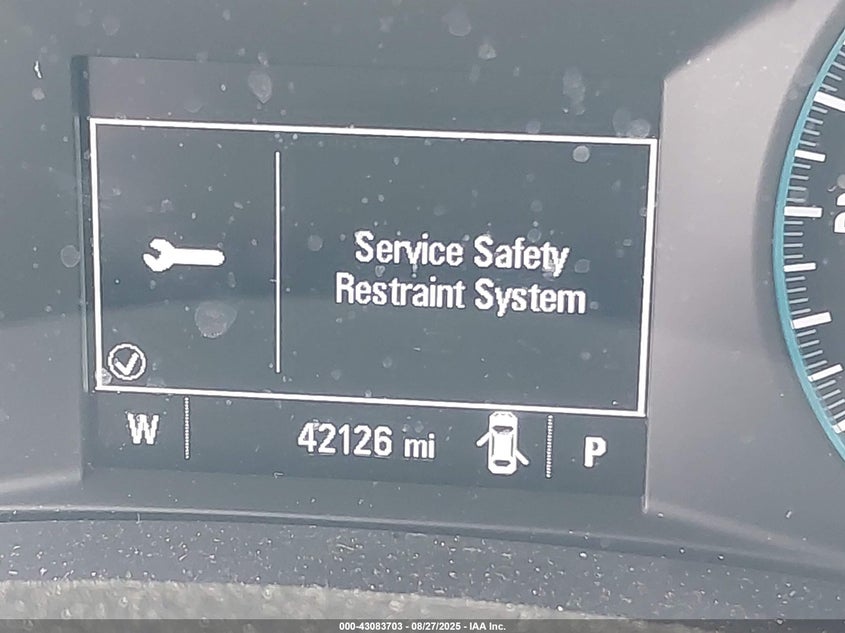 Service Safety
Restraint System
W 42126 mi P
000-43083703 - 08/27/2025 - IAA Inc.